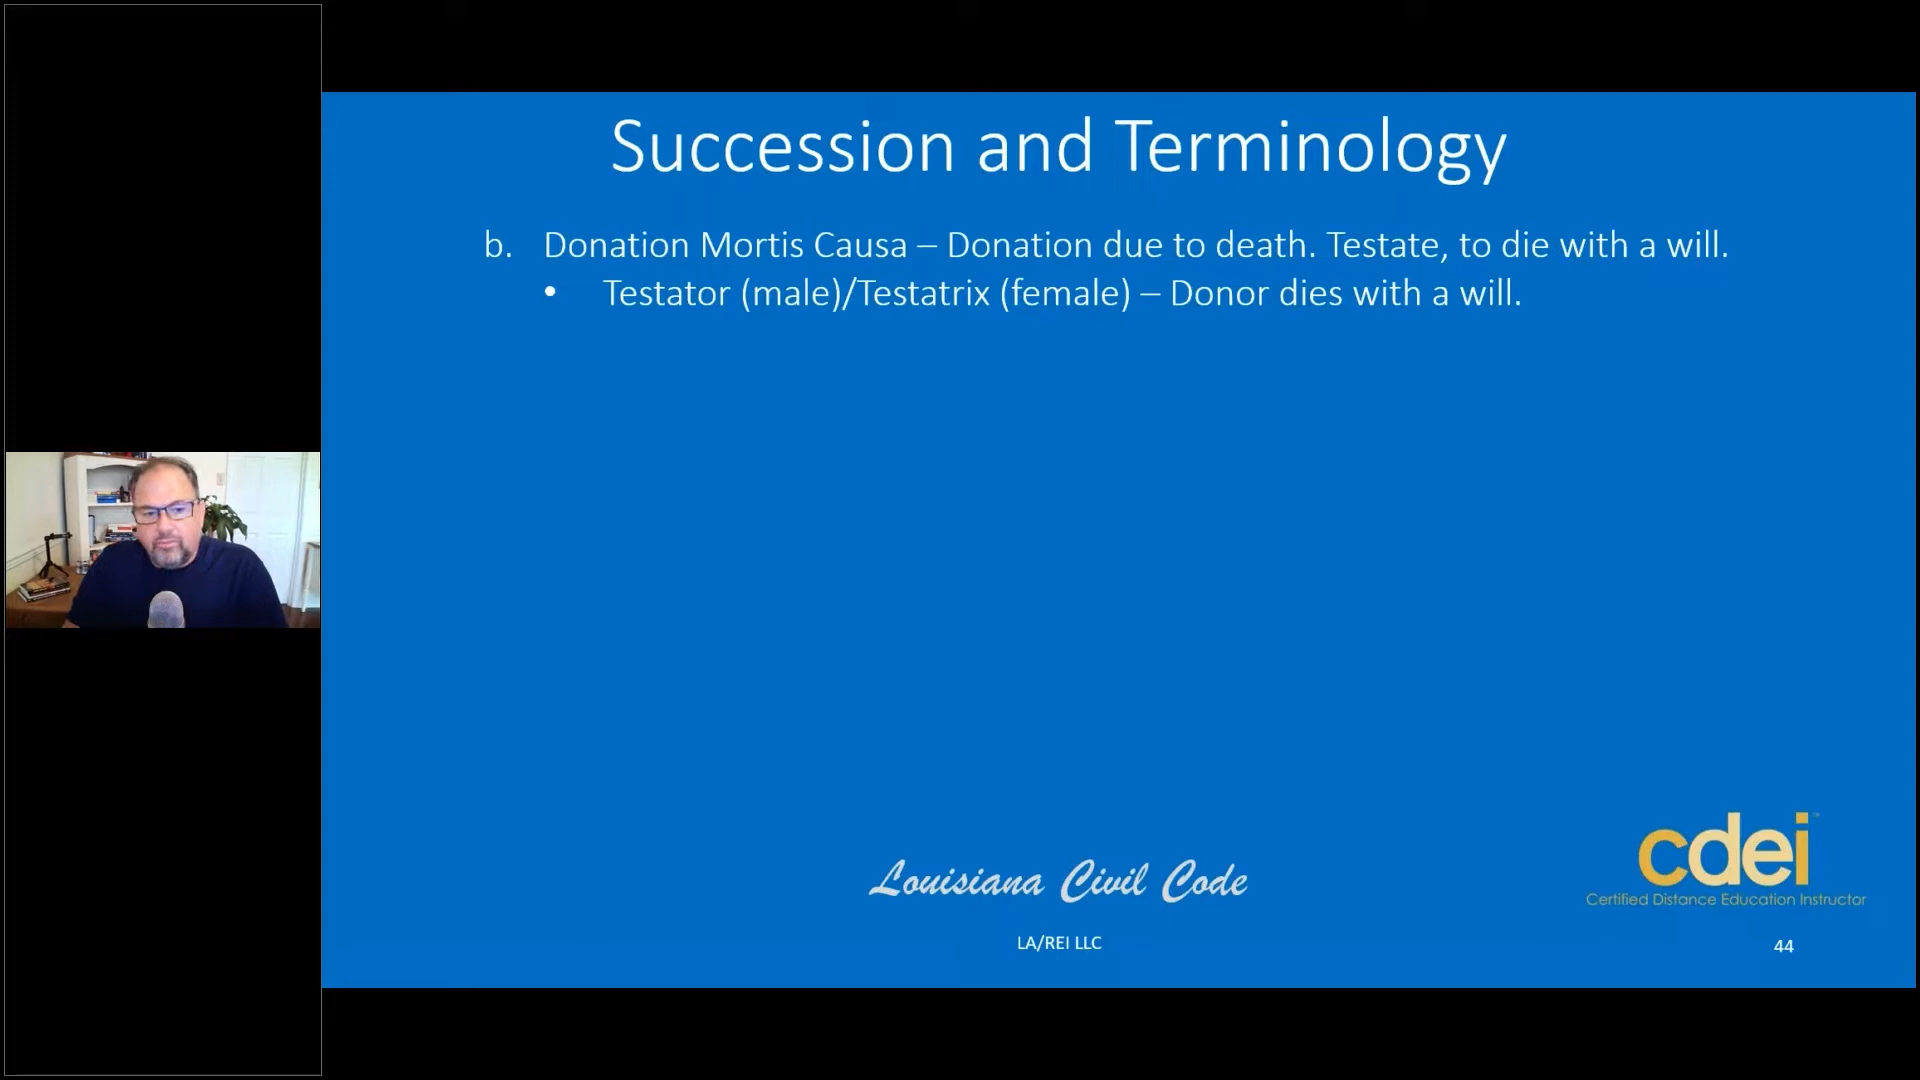 Succession and Terminology
b. Donation Mortis Causa – Donation due to death. Testate, to die with a will.
• Testator (male)/Testatrix (female) – Donor dies with a will.
Louisiana Civil Code
cdei™
Certified Distance Education Instructor
LA/REI LLC
44